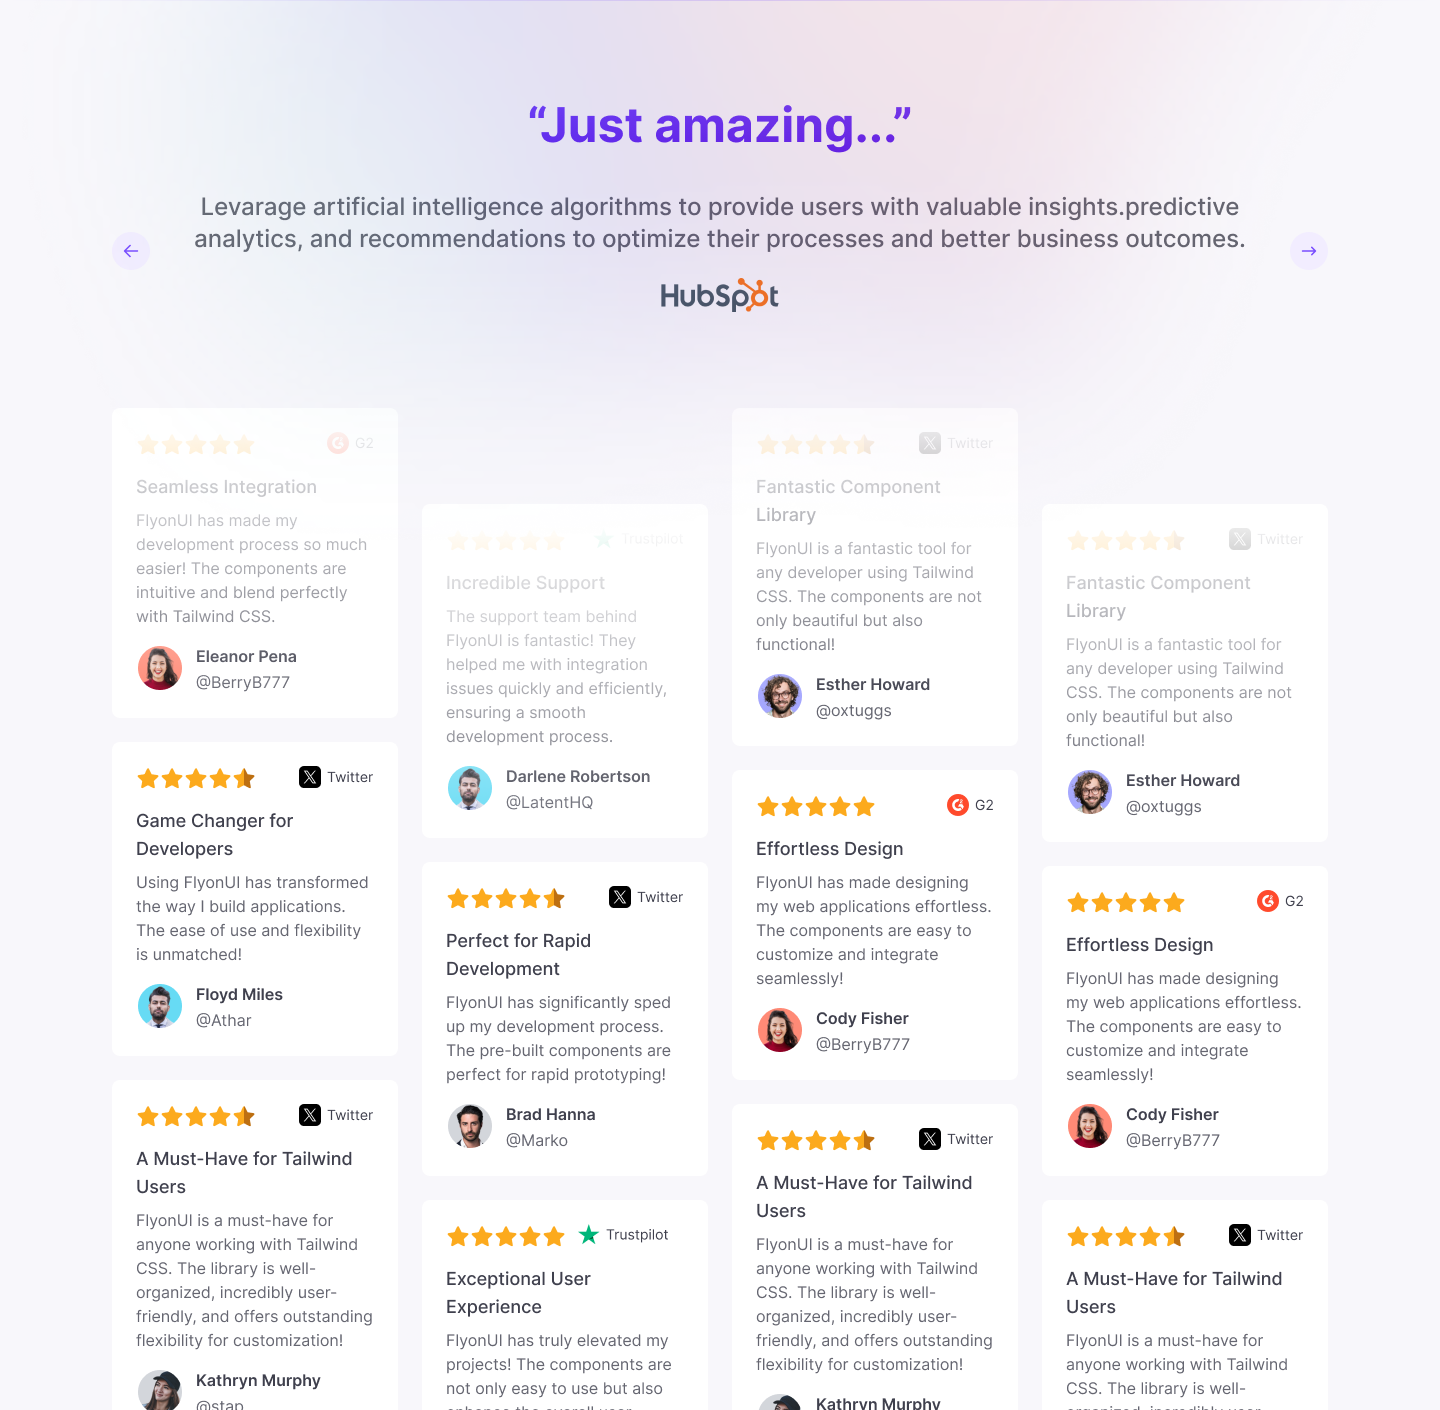 “Just amazing...”
Levarage artificial intelligence algorithms to provide users with valuable insights.predictive
analytics, and recommendations to optimize their processes and better business outcomes.
HubSpot
G2
Seamless Integration
FlyonUI has made my
development process so much
easier! The components are
intuitive and blend perfectly
with Tailwind CSS.
Eleanor Pena
@BerryB777
Twitter
Game Changer for
Developers
Using FlyonUI has transformed
the way I build applications.
The ease of use and flexibility
is unmatched!
Floyd Miles
@Athar
Twitter
A Must-Have for Tailwind
Users
FlyonUI is a must-have for
anyone working with Tailwind
CSS. The library is well-
organized, incredibly user-
friendly, and offers outstanding
flexibility for customization!
Kathryn Murphy
@stap
Trustpilot
Incredible Support
The support team behind
FlyonUI is fantastic! They
helped me with integration
issues quickly and efficiently,
ensuring a smooth
development process.
Darlene Robertson
@LatentHQ
Twitter
Perfect for Rapid
Development
FlyonUI has significantly sped
up my development process.
The pre-built components are
perfect for rapid prototyping!
Brad Hanna
@Marko
Trustpilot
Exceptional User
Experience
FlyonUI has truly elevated my
projects! The components are
not only easy to use but also
Twitter
Fantastic Component
Library
FlyonUI is a fantastic tool for
any developer using Tailwind
CSS. The components are not
only beautiful but also
functional!
Esther Howard
@oxtuggs
G2
Effortless Design
FlyonUI has made designing
my web applications effortless.
The components are easy to
customize and integrate
seamlessly!
Cody Fisher
@BerryB777
Twitter
A Must-Have for Tailwind
Users
FlyonUI is a must-have for
anyone working with Tailwind
CSS. The library is well-
organized, incredibly user-
friendly, and offers outstanding
flexibility for customization!
Kathryn Murphy
Twitter
Fantastic Component
Library
FlyonUI is a fantastic tool for
any developer using Tailwind
CSS. The components are not
only beautiful but also
functional!
Esther Howard
@oxtuggs
G2
Effortless Design
FlyonUI has made designing
my web applications effortless.
The components are easy to
customize and integrate
seamlessly!
Cody Fisher
@BerryB777
Twitter
A Must-Have for Tailwind
Users
FlyonUI is a must-have for
anyone working with Tailwind
CSS. The library is well-